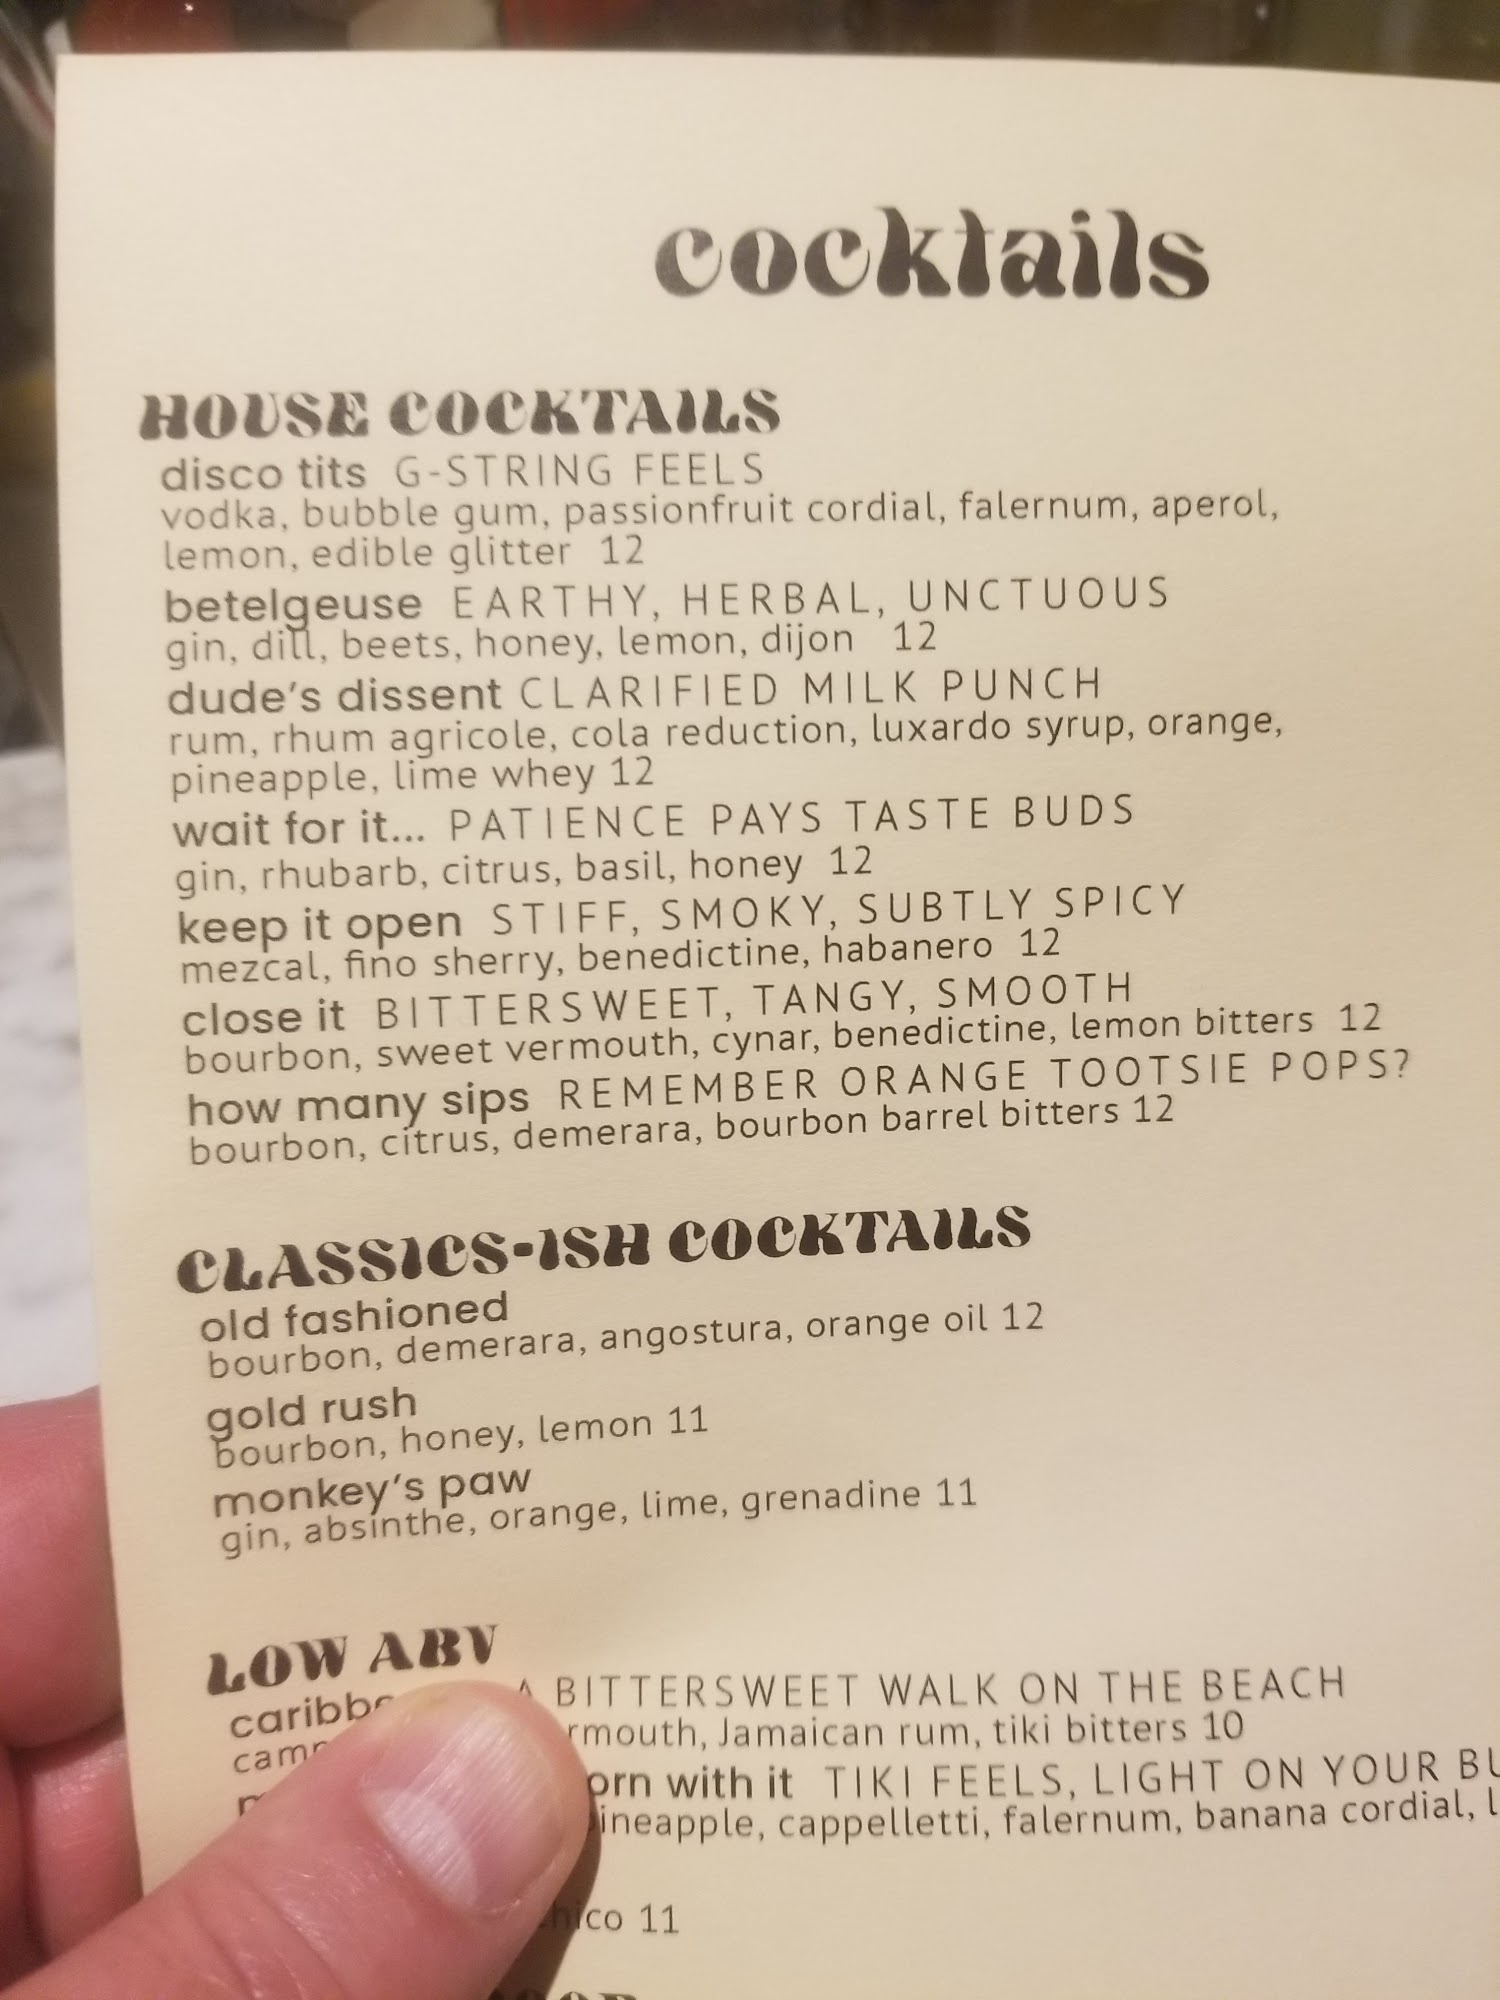 cocktails
HOUSE COCKTAILS
disco tits G-STRING FEELS
vodka, bubble gum, passionfruit cordial, falernum, aperol,
lemon, edible glitter 12
betelgeuse EARTHY, HERBAL, UNCTUOUS
gin, dill, beets, honey, lemon, dijon 12
dude's dissent CLARIFIED MILK PUNCH
rum, rhum agricole, cola reduction, luxardo syrup, orange,
pineapple, lime whey 12
wait for it... PATIENCE PAYS TASTE BUDS
gin, rhubarb, citrus, basil, honey 12
keep it open STIFF, SMOKY, SUBTLY SPICY
mezcal, fino sherry, benedictine, habanero 12
close it BITTERSWEET, TANGY, SMOOTH
bourbon, sweet vermouth, cynar, benedictine, lemon bitters 12
how many sips REMEMBER ORANGE TOOTSIE POPS?
bourbon, citrus, demerara, bourbon barrel bitters 12
CLASSICS-ISH COCKTAILS
old fashioned
bourbon, demerara, angostura, orange oil 12
gold rush
bourbon, honey, lemon 11
monkey's paw
gin, absinthe, orange, lime, grenadine 11
LOW ABV
A BITTERSWEET WALK ON THE BEACH
Jamaican rum, tiki bitters 10
with it TIKI FEELS, LIGHT ON YOUR
cappelletti, falernum, banana cordial,
11